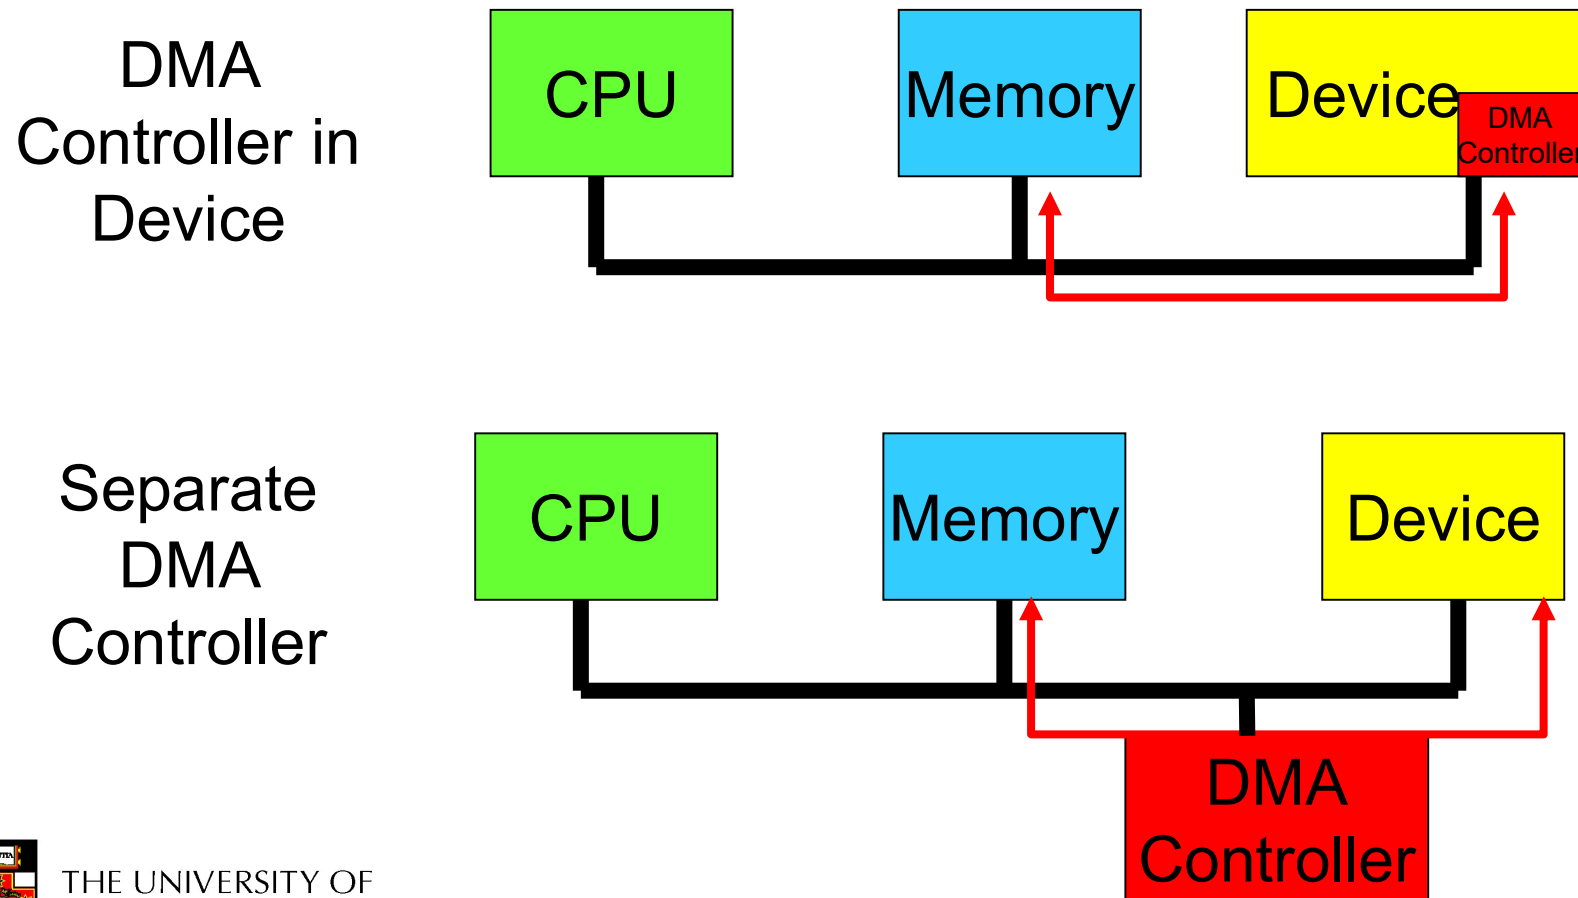 DMA
Controller in
Device
CPU
Memory
Device
DMA
Controller
Separate
DMA
Controller
CPU
Memory
Device
DMA
Controller
THE UNIVERSITY OF